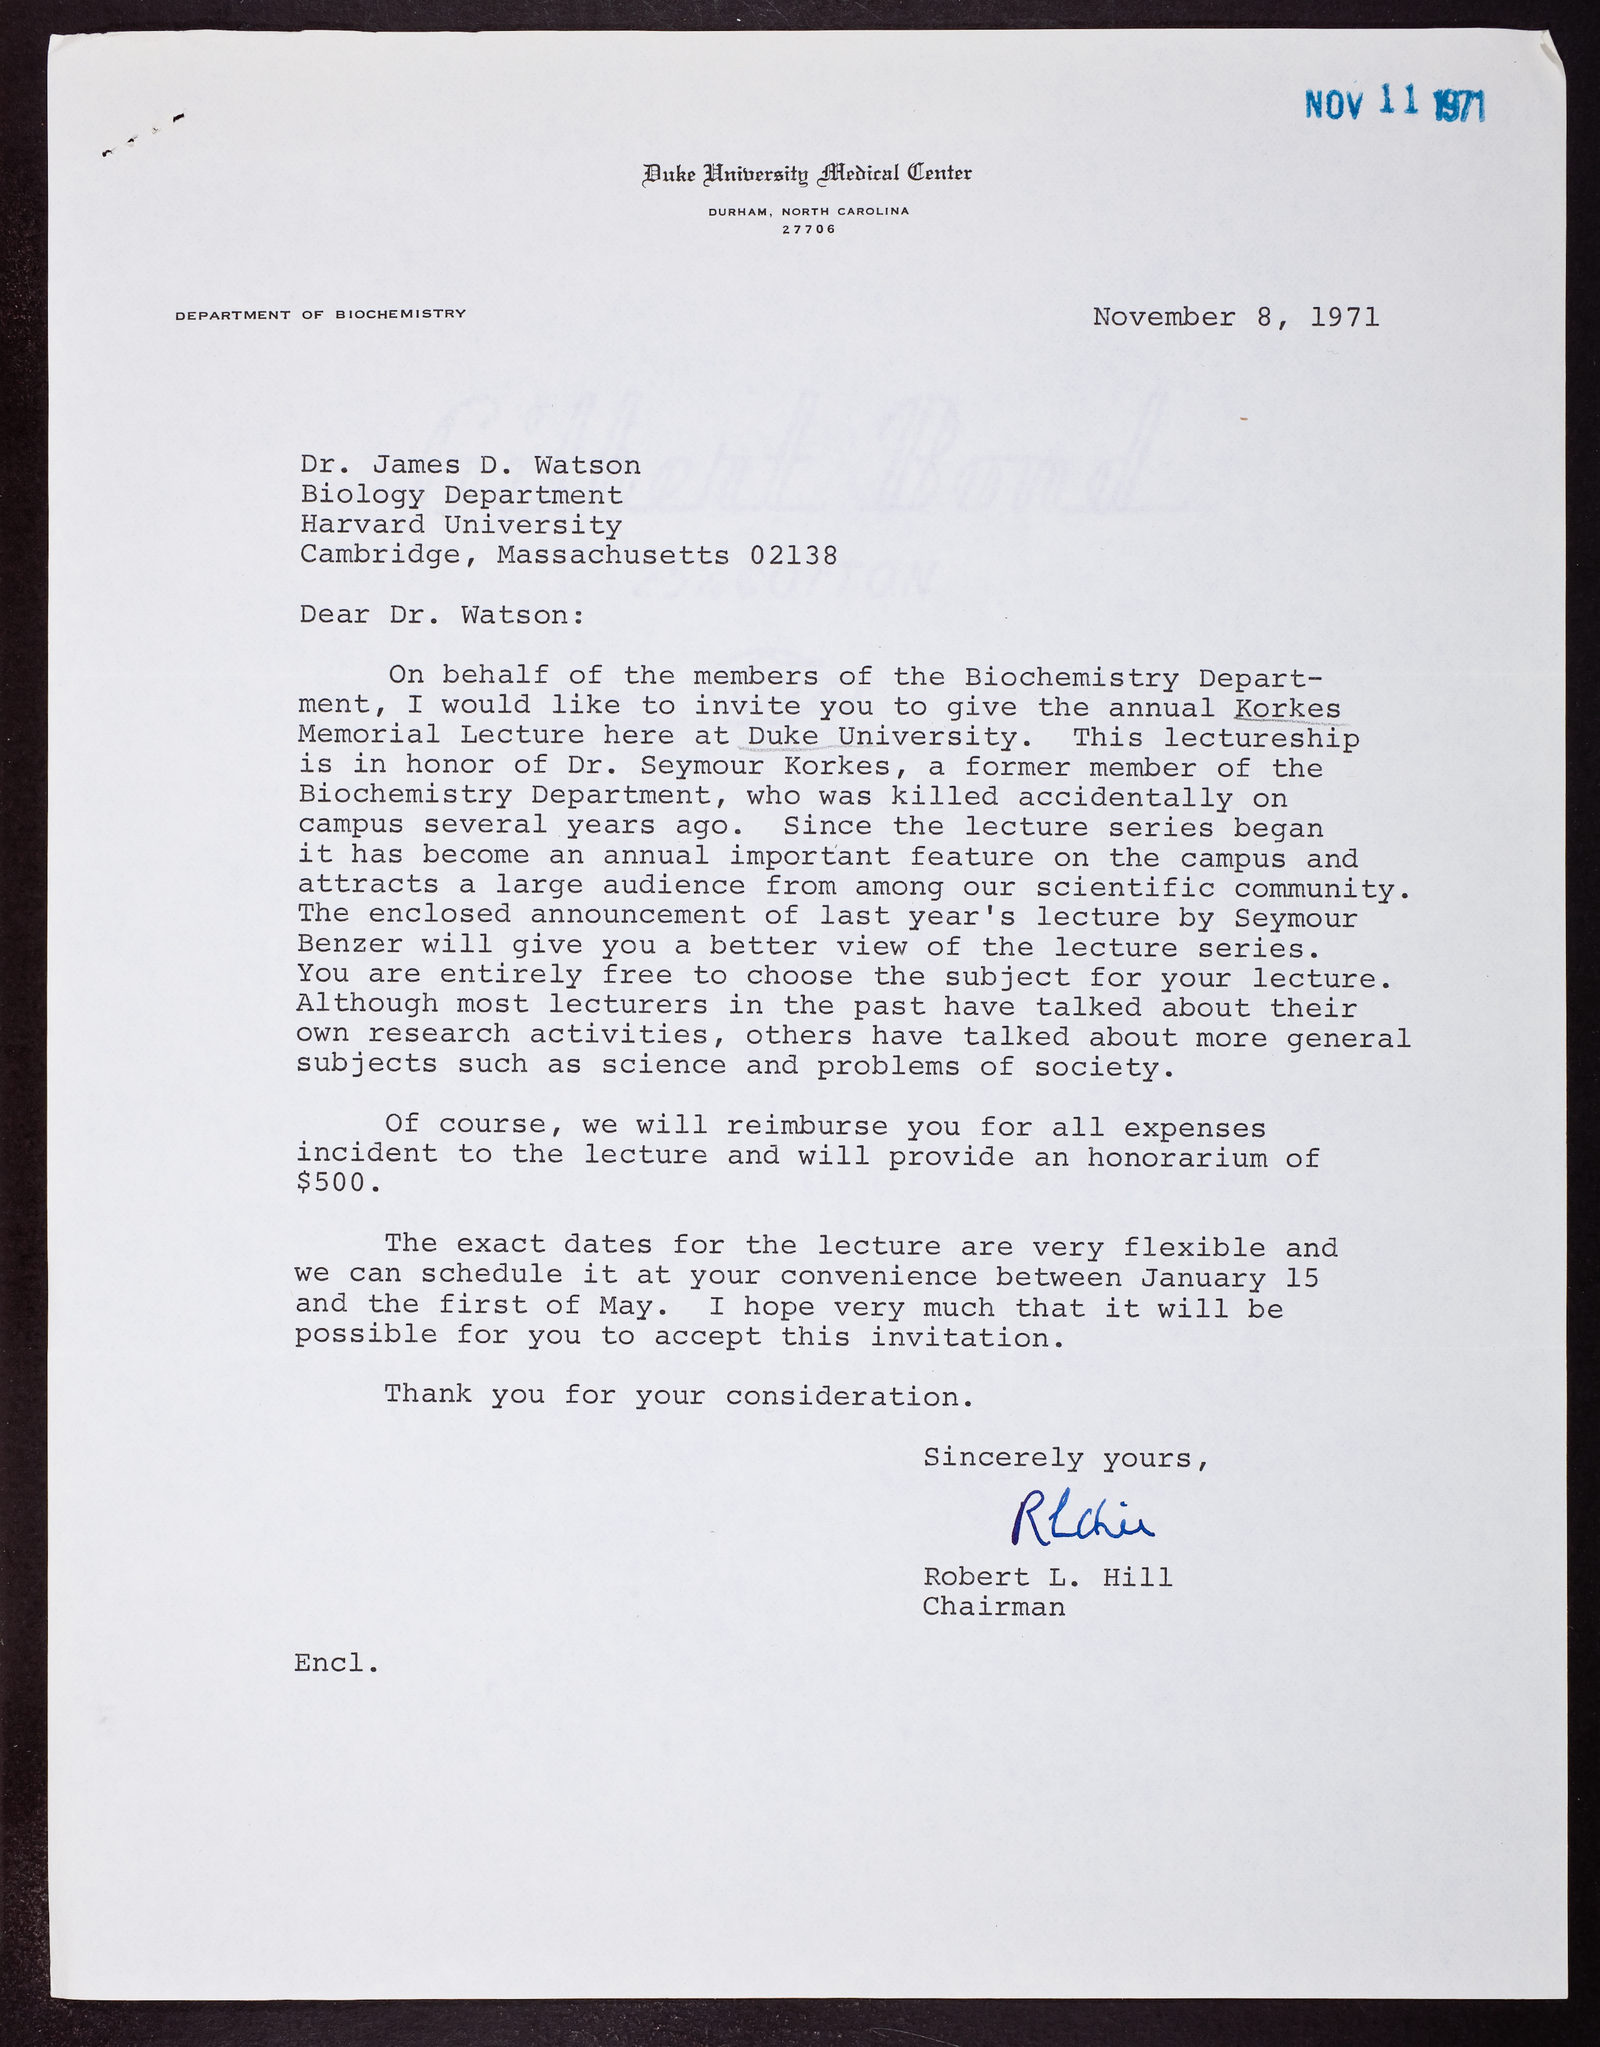 NOV 11 1971
Duke University Medical Center
DURHAM, NORTH CAROLINA
27706
DEPARTMENT OF BIOCHEMISTRY
November 8, 1971
Dr. James D. Watson
Biology Department
Harvard University
Cambridge, Massachusetts 02138
Dear Dr. Watson:
On behalf of the members of the Biochemistry Depart-
ment, I would like to invite you to give the annual Korkes
Memorial Lecture here at Duke University. This lectureship
is in honor of Dr. Seymour Korkes, a former member of the
Biochemistry Department, who was killed accidentally on
campus several years ago. Since the lecture series began
it has become an annual important feature on the campus and
attracts a large audience from among our scientific community.
The enclosed announcement of last year's lecture by Seymour
Benzer will give you a better view of the lecture series.
You are entirely free to choose the subject for your lecture.
Although most lecturers in the past have talked about their
own research activities, others have talked about more general
subjects such as science and problems of society.
Of course, we will reimburse you for all expenses
incident to the lecture and will provide an honorarium of
$500.
The exact dates for the lecture are very flexible and
we can schedule it at your convenience between January 15
and the first of May. I hope very much that it will be
possible for you to accept this invitation.
Thank you for your consideration.
Sincerely yours,
Robert L. Hill
Chairman
Encl.